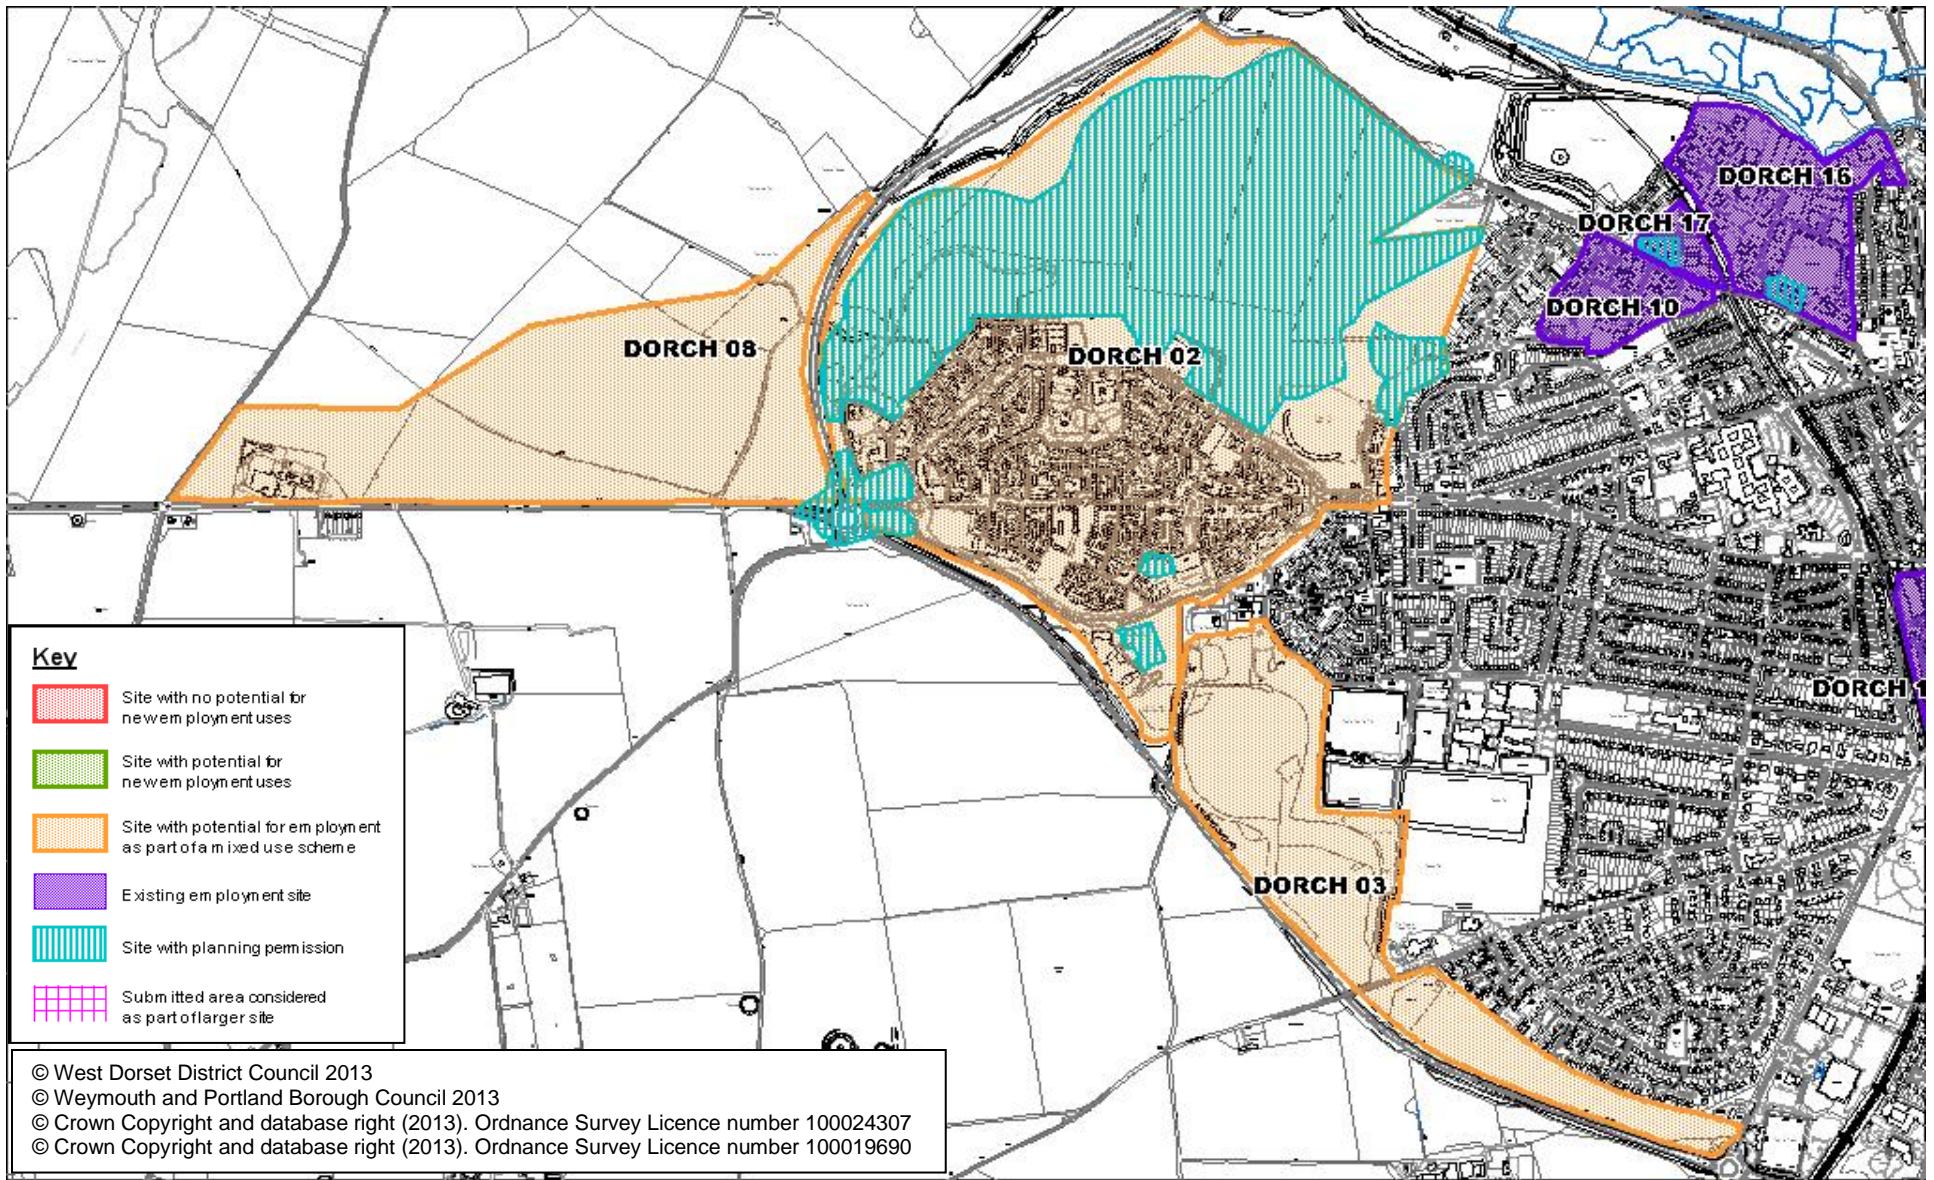 DORCH 16
DORCH 17
DORCH 10
DORCH 08
DORCH 02
DORCH 1
DORCH 03
Key
Site with no potential for
new employment uses
Site with potential for
new employment uses
Site with potential for employment
as part of a mixed use scheme
Existing employment site
Site with planning permission
Submitted area considered
as part of larger site
© West Dorset District Council 2013
© Weymouth and Portland Borough Council 2013
© Crown Copyright and database right (2013). Ordnance Survey Licence number 100024307
© Crown Copyright and database right (2013). Ordnance Survey Licence number 100019690